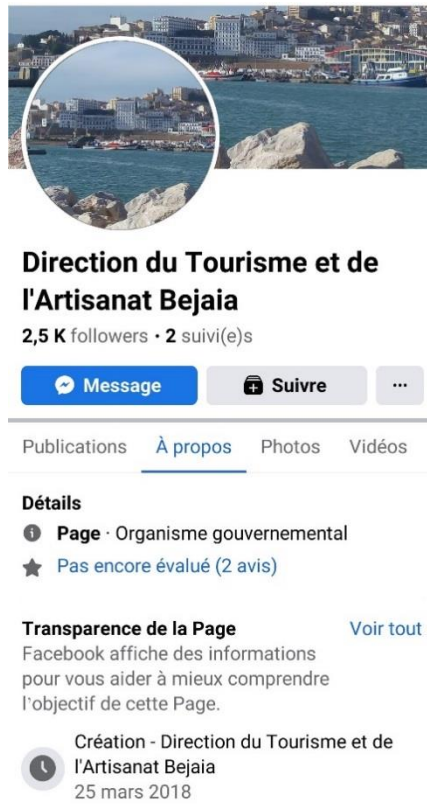 Direction du Tourisme et de
l'Artisanat Bejaia
2,5 K followers • 2 suivi(e)s
Message
Suivre
...
Publications
À propos
Photos
Vidéos
Détails
Page · Organisme gouvernemental
Pas encore évalué (2 avis)
Transparence de la Page
Voir tout
Facebook affiche des informations
pour vous aider à mieux comprendre
l'objectif de cette Page.
Création - Direction du Tourisme et de
l'Artisanat Bejaia
25 mars 2018